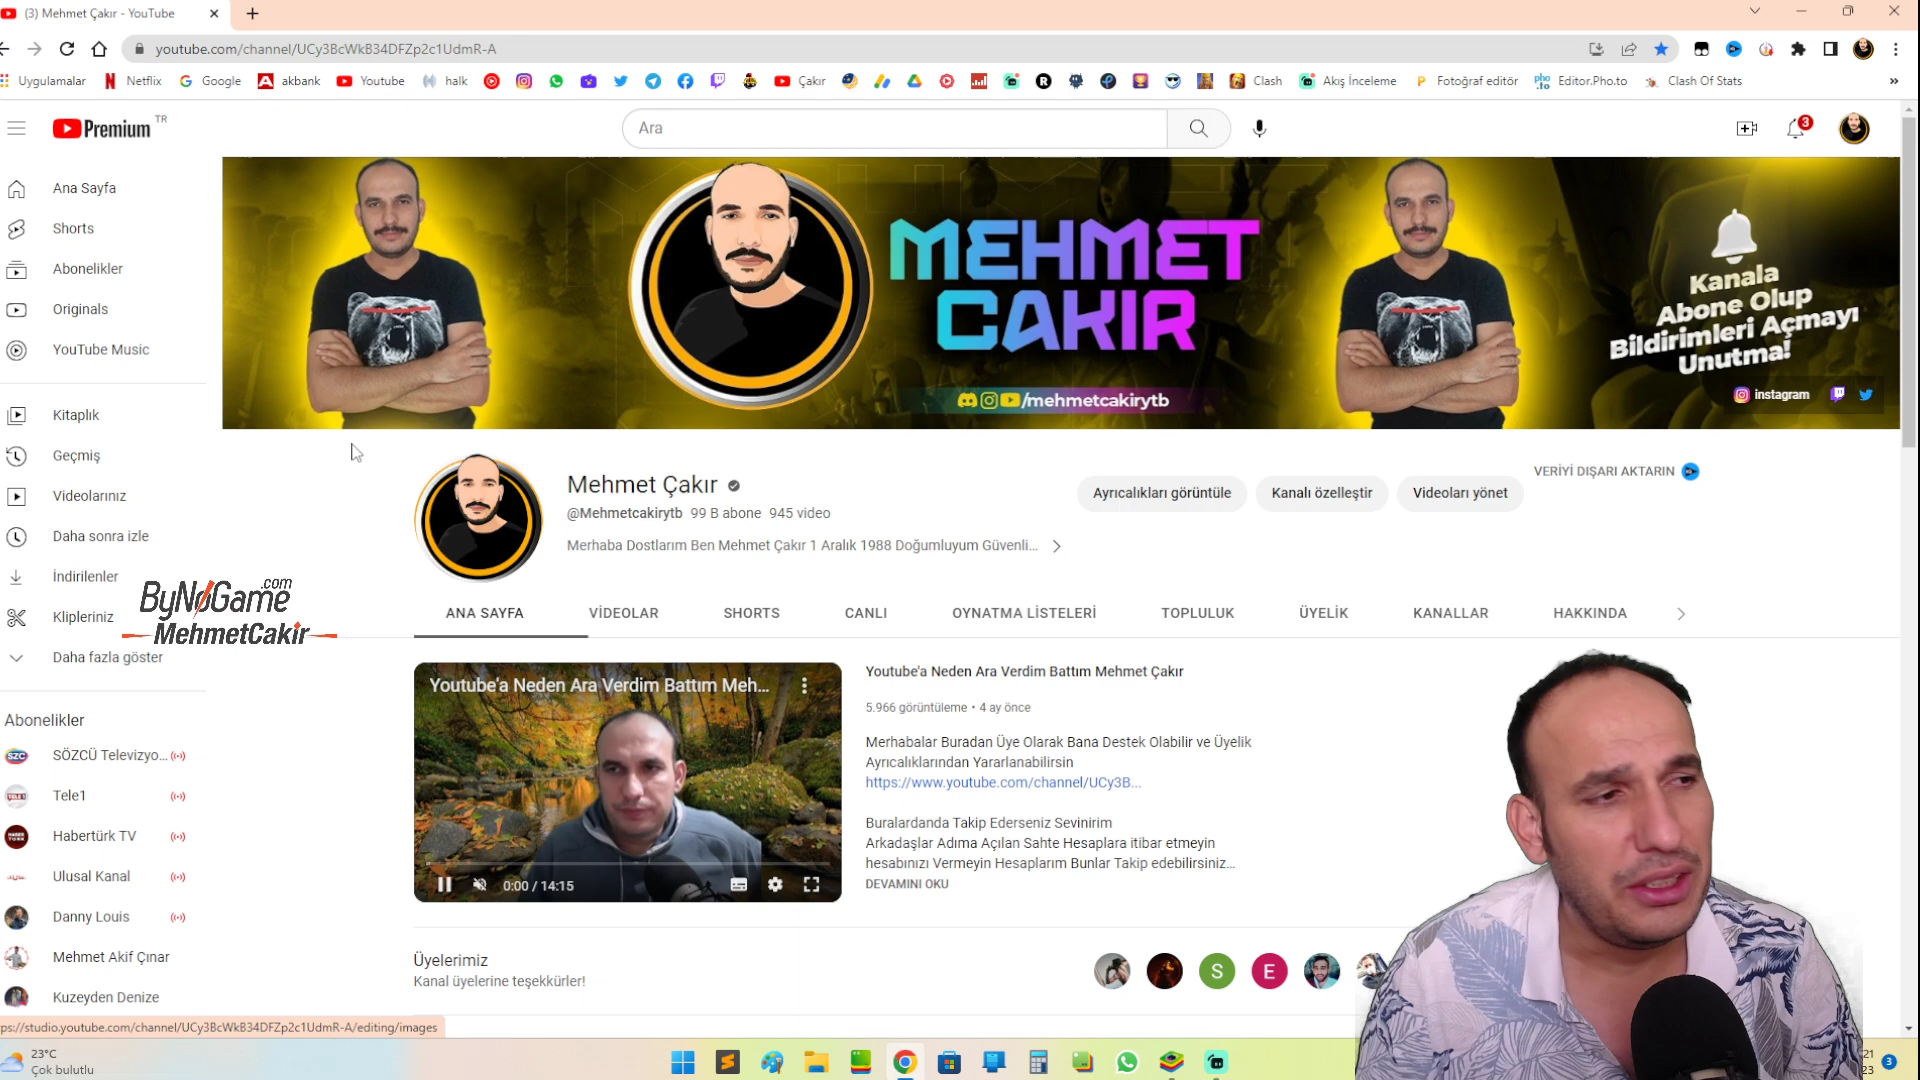 (3) Mehmet Çakır - YouTube
youtube.com/channel/UCy3BcWkB34DFZp2c1UdmR-A
Uygulamalar
Netflix
Google
akbank
Youtube
halk
Çakır
Clash
Akış İnceleme
Fotoğraf editör
Editor.Pho.to
Clash Of Stats
Premium TR
Ara
3
Ana Sayfa
Shorts
Abonelikler
Originals
YouTube Music
Kitaplık
Geçmiş
Videolarınız
Daha sonra izle
İndirilenler
Klipleriniz
Daha fazla göster
ByNoGame.com
MehmetCakir
Abonelikler
SÖZCÜ Televizyo...
Tele1
Habertürk TV
Ulusal Kanal
Danny Louis
Mehmet Akif Çınar
Kuzeyden Denize
MEHMET
CAKIR
/mehmetcakirytb
Kanala
Abone Olup
Bildirimleri Açmayı
Unutma!
instagram
Mehmet Çakır
@Mehmetcakirytb 99 B abone 945 video
Merhaba Dostlarım Ben Mehmet Çakır 1 Aralık 1988 Doğumluyum Güvenli...
Ayrıcalıkları görüntüle
Kanalı özelleştir
Videoları yönet
VERİYİ DIŞARI AKTARIN
ANA SAYFA
VİDEOLAR
SHORTS
CANLI
OYNATMA LİSTELERİ
TOPLULUK
ÜYELİK
KANALLAR
HAKKINDA
Youtube'a Neden Ara Verdim Battım Meh...
0:00 / 14:15
Youtube'a Neden Ara Verdim Battım Mehmet Çakır
5.966 görüntüleme • 4 ay önce
Merhabalar Buradan Üye Olarak Bana Destek Olabilir ve Üyelik
Ayrıcalıklarından Yararlanabilirsin
https://www.youtube.com/channel/UCy3B...
Buralardanda Takip Ederseniz Sevinirim
Arkadaşlar Adıma Açılan Sahte Hesaplara itibar etmeyin
hesabınızı Vermeyin Hesaplarım Bunlar Takip edebilirsiniz...
DEVAMINI OKU
Üyelerimiz
Kanal üyelerine teşekkürler!
S
E
ps://studio.youtube.com/channel/UCy3BcWkB34DFZp2c1UdmR-A/editing/images
23°C
Çok bulutlu
21
23
3